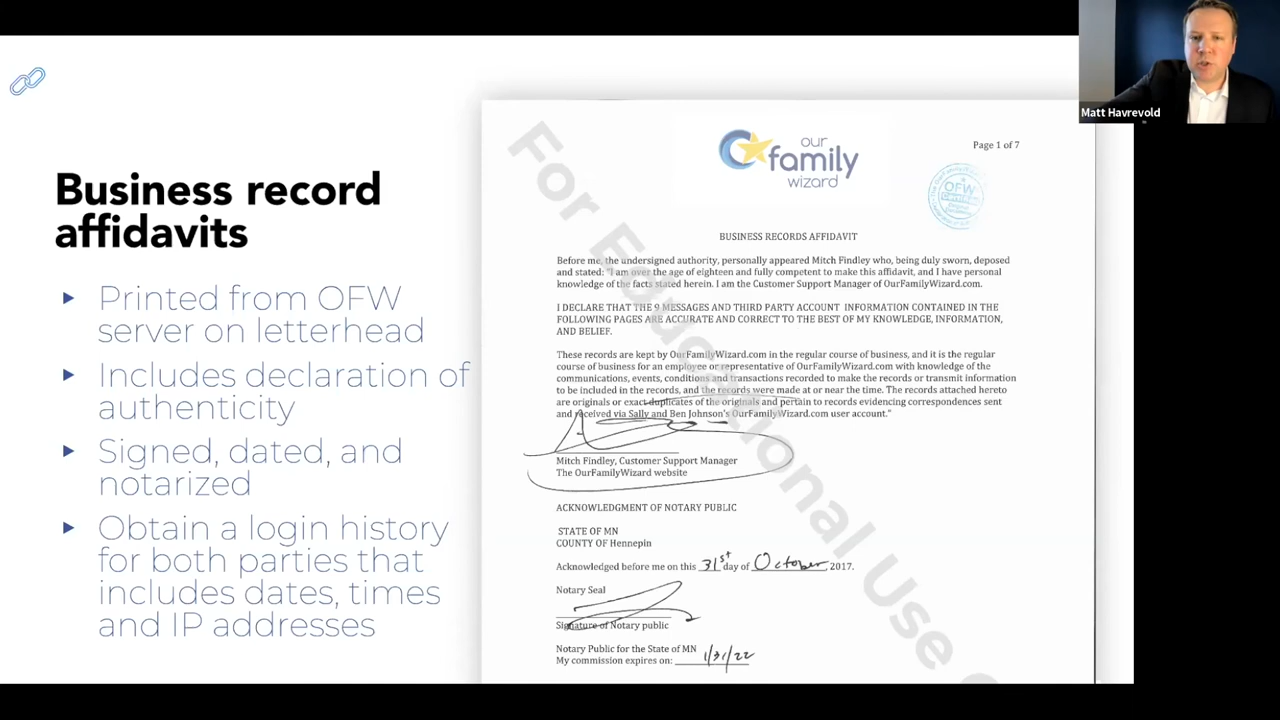 Matt Havrevold
Business record
affidavits
Printed from OFW
server on letterhead
Includes declaration of
authenticity
Signed, dated, and
notarized
Obtain a login history
for both parties that
includes dates, times
and IP addresses
our
family
wizard
Page 1 of 7
OFW
BUSINESS RECORDS AFFIDAVIT
Before me, the undersigned authority, personally appeared Mitch Findley who, being duly sworn, deposed
and stated: "I am over the age of eighteen and fully competent to make this affidavit, and I have personal
knowledge of the facts stated herein. I am the Customer Support Manager of OurFamilyWizard.com.
I DECLARE THAT THE 9 MESSAGES AND THIRD PARTY ACCOUNT INFORMATION CONTAINED IN THE
FOLLOWING PAGES ARE ACCURATE AND CORRECT TO THE BEST OF MY KNOWLEDGE, INFORMATION,
AND BELIEF.
These records are kept by OurFamilyWizard.com in the regular course of business, and it is the regular
course of business for an employee or representative of OurFamilyWizard.com with knowledge of the
communications, events, conditions and transactions recorded to make the records or transmit information
to be included in the records, and the records were made at or near the time. The records attached hereto
are originals or exact duplicates of the originals and pertain to records evidencing correspondences sent
and received via Sally and Ben Johnson's OurFamilyWizard.com user account."
Mitch Findley, Customer Support Manager
The OurFamilyWizard website
ACKNOWLEDGMENT OF NOTARY PUBLIC
STATE OF MN
COUNTY OF Hennepin
Acknowledged before me on this 31st day of October, 2017.
Notary Seal
Signature of Notary public
Notary Public for the State of MN
My commission expires on: 1/31/22
For Educational Use